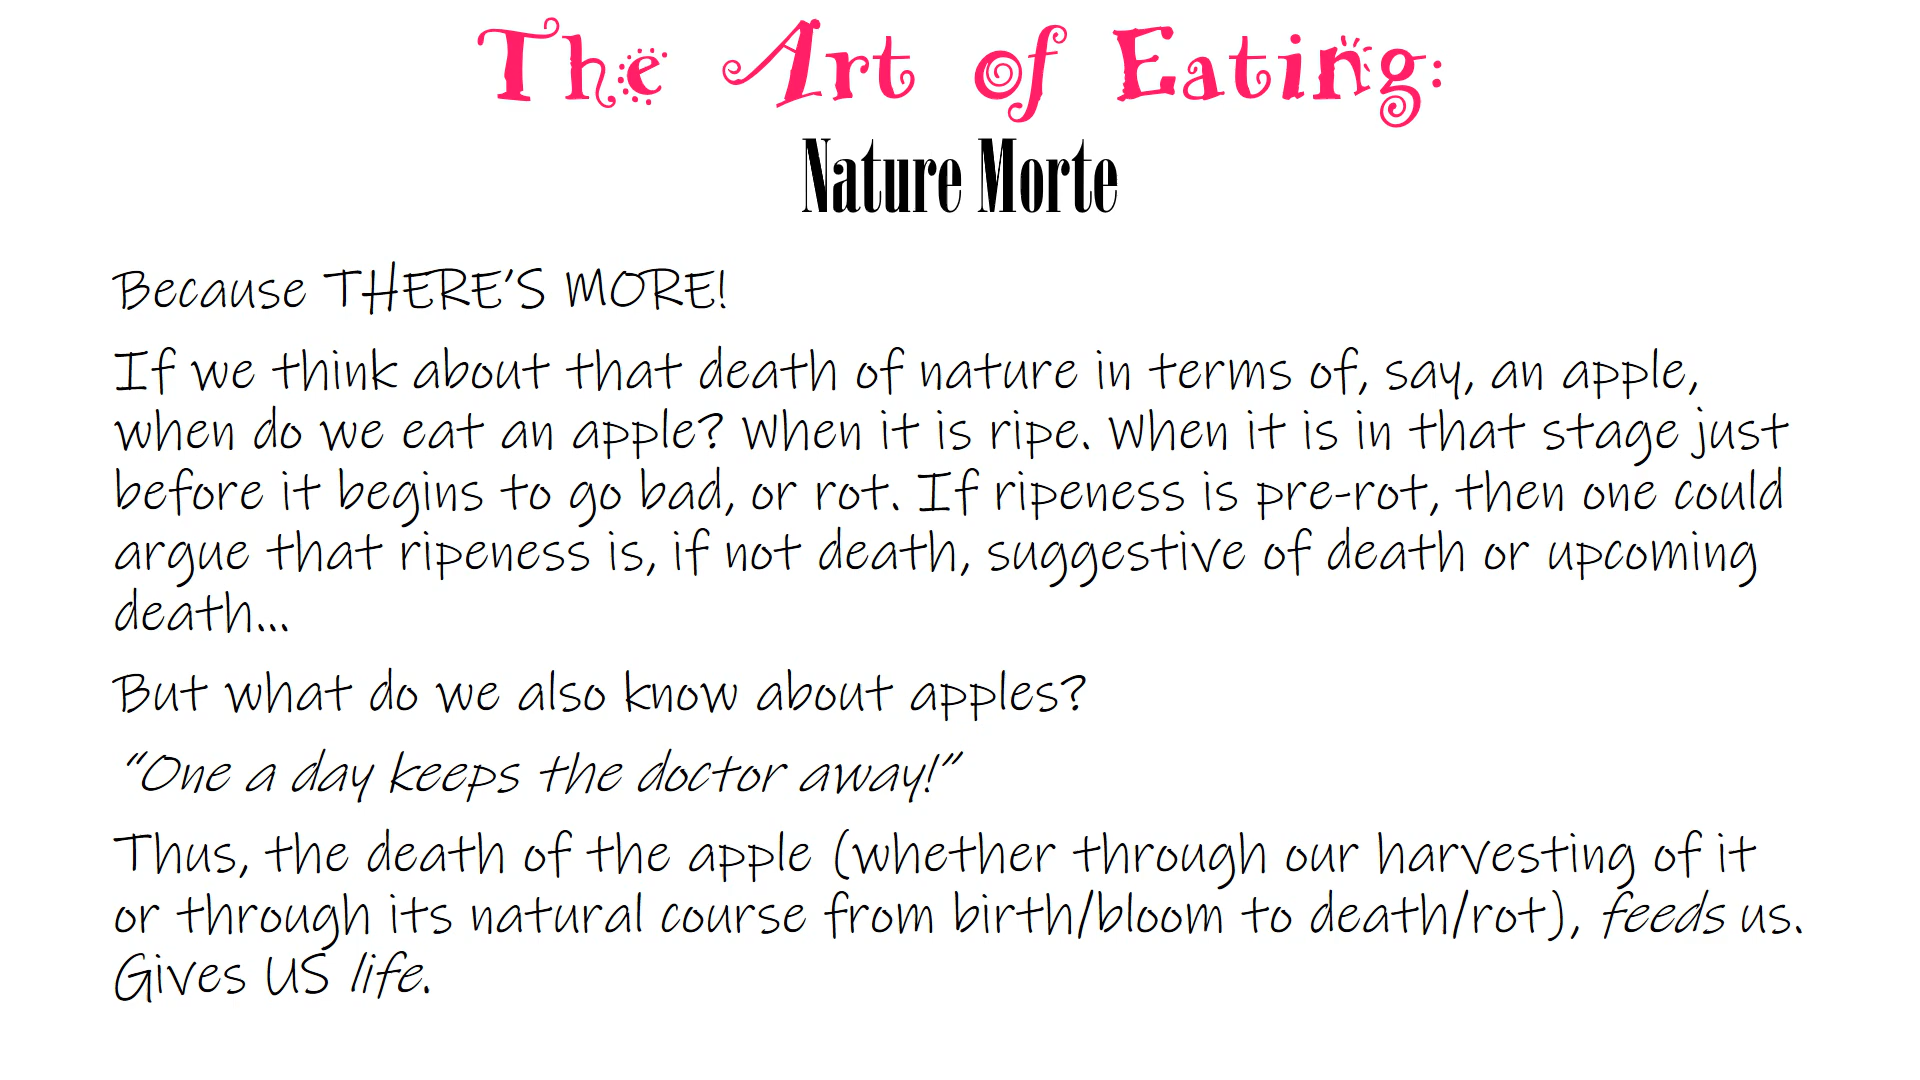 The Art of Eating:
Nature Morte
Because THERE’S MORE!
If we think about that death of nature in terms of, say, an apple,
when do we eat an apple? When it is ripe. When it is in that stage just
before it begins to go bad, or rot. If ripeness is pre-rot, then one could
argue that ripeness is, if not death, suggestive of death or upcoming
death…
But what do we also know about apples?
“One a day keeps the doctor away!”
Thus, the death of the apple (whether through our harvesting of it
or through its natural course from birth/bloom to death/rot), feeds us.
Gives US life.